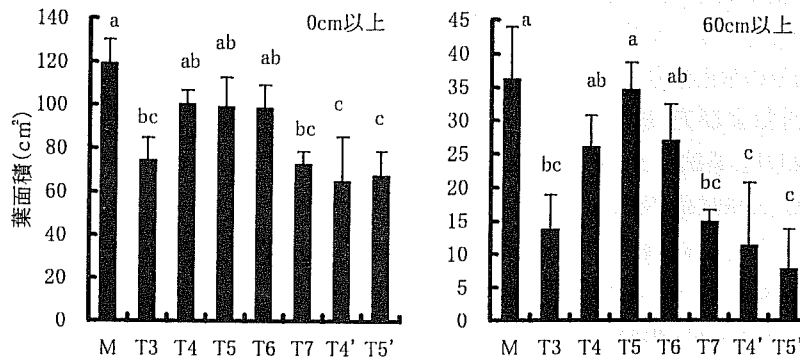 葉面積(cm²)
0cm以上
140
120
100
80
60
40
20
0
a
bc
ab
ab
ab
bc
c
c
M T3 T4 T5 T6 T7 T4' T5'
60cm以上
45
40
35
30
25
20
15
10
5
0
a
bc
ab
a
ab
bc
c
c
M T3 T4 T5 T6 T7 T4' T5'